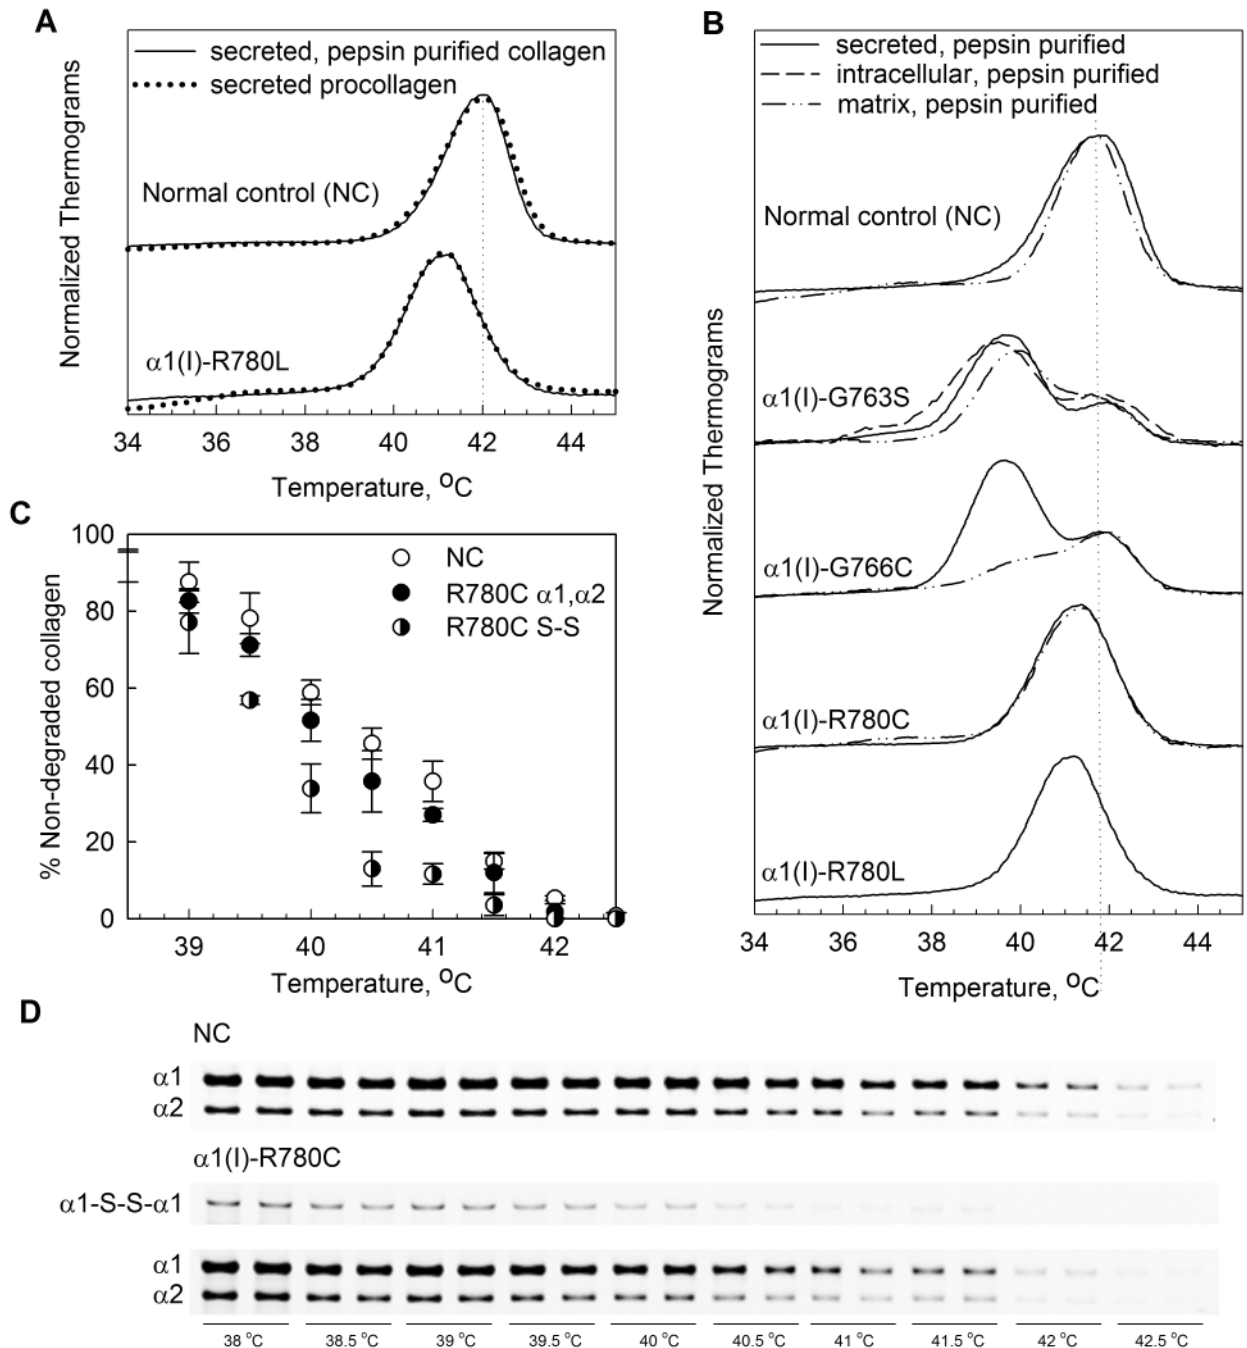 A
secreted, pepsin purified collagen
secreted procollagen
Normalized Thermograms
Normal control (NC)
α1(I)-R780L
34 36 38 40 42 44
Temperature, °C
B
secreted, pepsin purified
intracellular, pepsin purified
matrix, pepsin purified
Normalized Thermograms
Normal control (NC)
α1(I)-G763S
α1(I)-G766C
α1(I)-R780C
α1(I)-R780L
34 36 38 40 42 44
Temperature, °C
C
% Non-degraded collagen
100
80
60
40
20
0
NC
R780C α1,α2
R780C S-S
39 40 41 42
Temperature, °C
D
NC
α1
α2
α1(I)-R780C
α1-S-S-α1
α1
α2
38 °C 38.5 °C 39 °C 39.5 °C 40 °C 40.5 °C 41 °C 41.5 °C 42 °C 42.5 °C